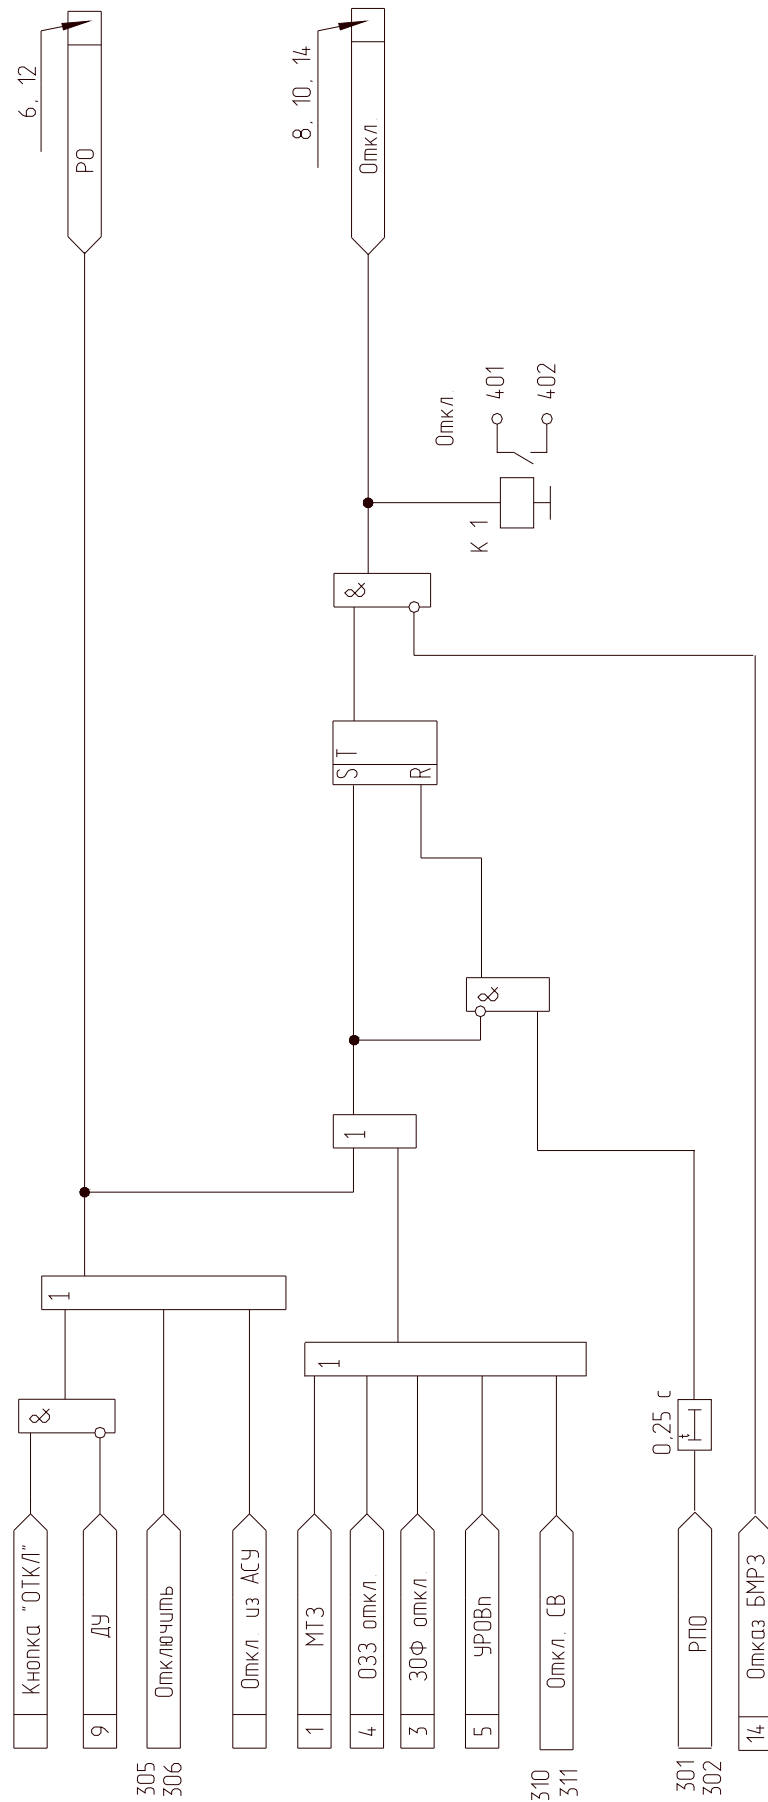 Кнопка "ОТКЛ"
9 ДУ
305
306
Отключить
Откл. из АСУ
1 МТЗ
4 ОЗЗ откл.
3 ЗОФ откл.
5 УРОВп
310
311
Откл. СВ
301
302
РПО
14 Отказ БМРЗ
&
1
1
0,25 с
t
1
&
S T
R
&
К 1
Откл.
401
402
РО
6, 12
Откл.
8, 10, 14